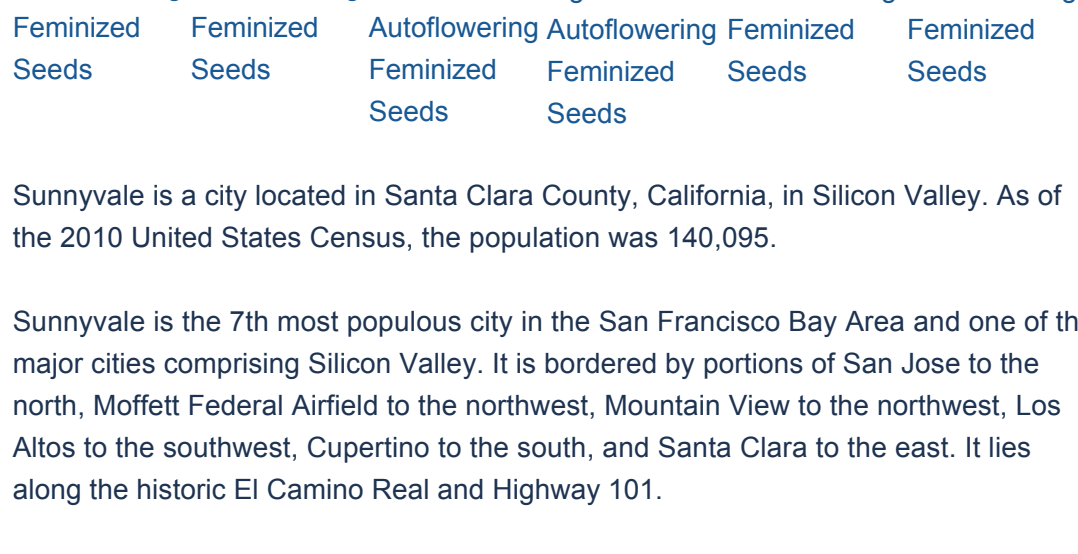 Feminized Feminized Autoflowering Autoflowering Feminized Feminized
Seeds Seeds Feminized Feminized Seeds Seeds
Seeds Seeds
Sunnyvale is a city located in Santa Clara County, California, in Silicon Valley. As of
the 2010 United States Census, the population was 140,095.
Sunnyvale is the 7th most populous city in the San Francisco Bay Area and one of th
major cities comprising Silicon Valley. It is bordered by portions of San Jose to the
north, Moffett Federal Airfield to the northwest, Mountain View to the northwest, Los
Altos to the southwest, Cupertino to the south, and Santa Clara to the east. It lies
along the historic El Camino Real and Highway 101.